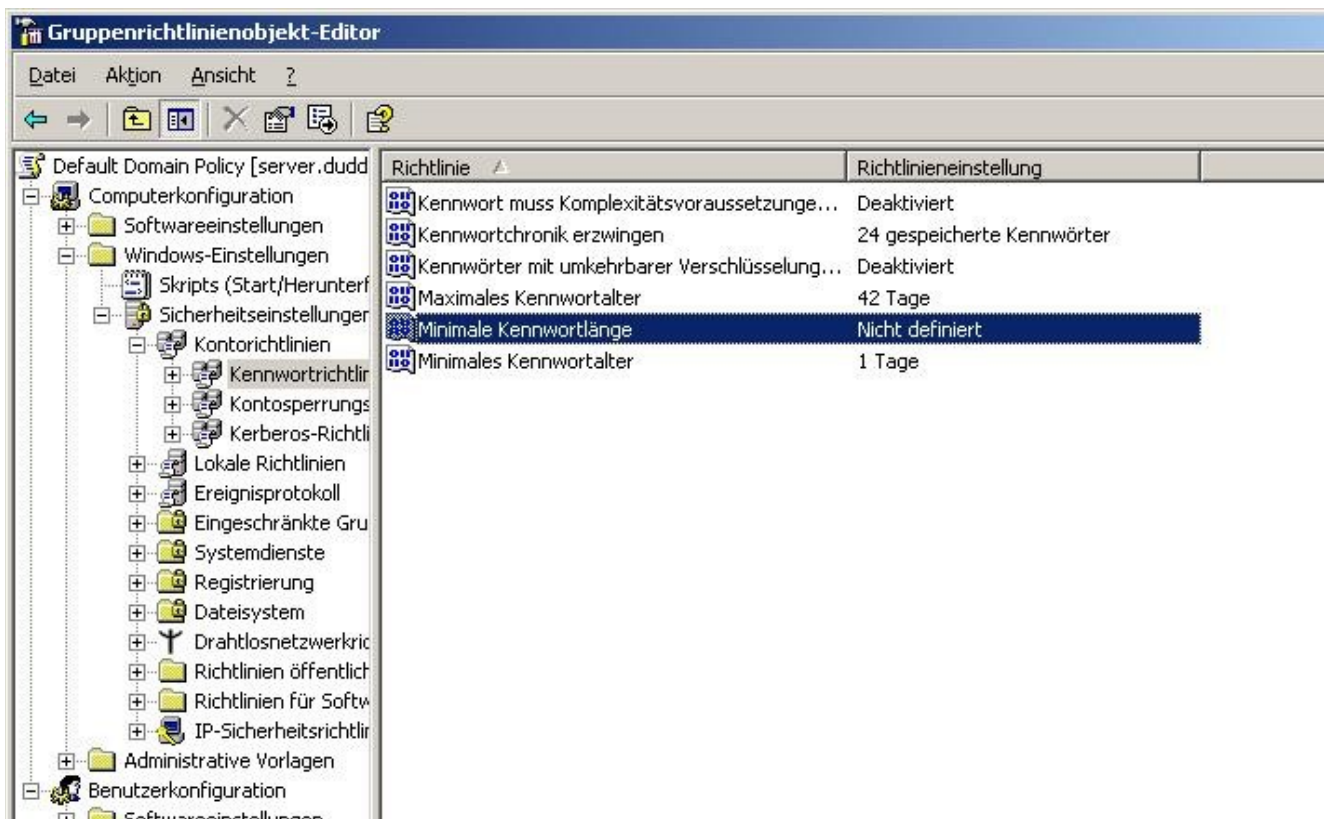 Gruppenrichtlinienobjekt-Editor
Datei Aktion Ansicht ?
Default Domain Policy [server.dudd
Computerkonfiguration
Softwareeinstellungen
Windows-Einstellungen
Skripts (Start/Herunterf
Sicherheitseinstellunger
Kontorichtlinien
Kennwortrichtlir
Kontosperrungs
Kerberos-Richtli
Lokale Richtlinien
Ereignisprotokoll
Eingeschränkte Gru
Systemdienste
Registrierung
Dateisystem
Drahtlosnetzwerkric
Richtlinien öffentlich
Richtlinien für Softw
IP-Sicherheitsrichtlir
Administrative Vorlagen
Benutzerkonfiguration
Softwareeinstellungen
Richtlinie Richtlinieneinstellung
Kennwort muss Komplexitätsvoraussetzunge... Deaktiviert
Kennwortchronik erzwingen 24 gespeicherte Kennwörter
Kennwörter mit umkehrbarer Verschlüsselung... Deaktiviert
Maximales Kennwortalter 42 Tage
Minimale Kennwortlänge Nicht definiert
Minimales Kennwortalter 1 Tage